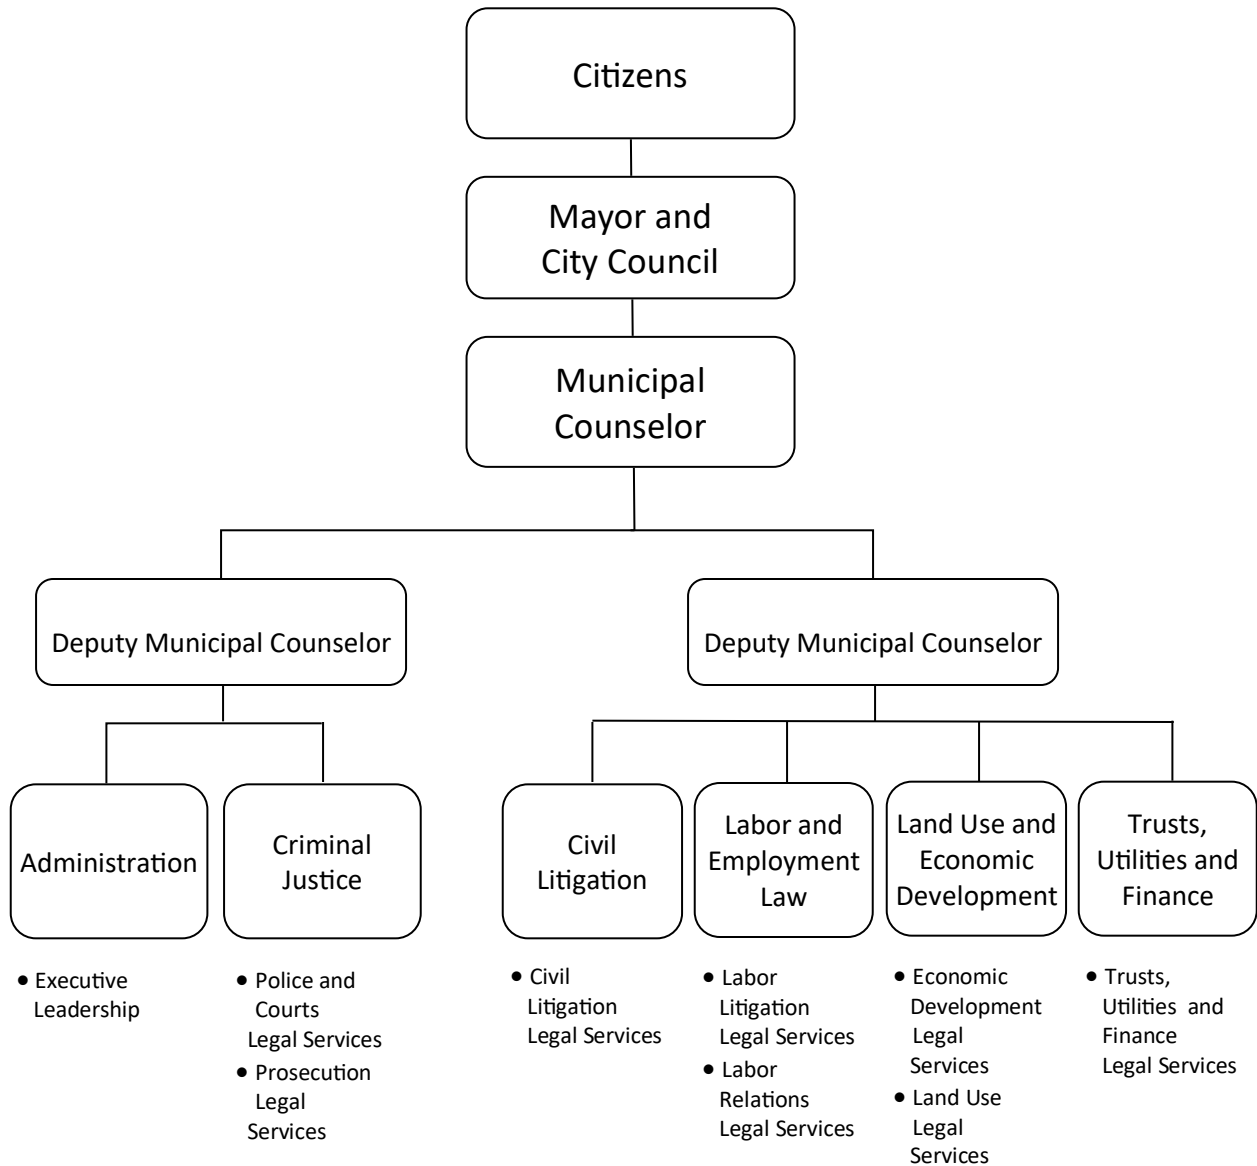 Citizens
Mayor and
City Council
Municipal
Counselor
Deputy Municipal Counselor
Deputy Municipal Counselor
Administration
Criminal
Justice
Civil
Litigation
Labor and
Employment
Law
Land Use and
Economic
Development
Trusts,
Utilities and
Finance
• Executive
Leadership
• Police and
Courts
Legal Services
• Prosecution
Legal
Services
• Civil
Litigation
Legal Services
• Labor
Litigation
Legal Services
• Labor
Relations
Legal Services
• Economic
Development
Legal
Services
• Land Use
Legal
Services
• Trusts,
Utilities and
Finance
Legal Services